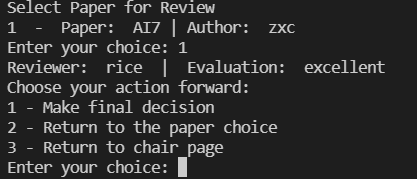 Select Paper for Review
1  -  Paper:  AI7 | Author:  zxc
Enter your choice: 1
Reviewer:  rice  |  Evaluation:  excellent
Choose your action forward:
1 - Make final decision
2 - Return to the paper choice
3 - Return to chair page
Enter your choice: